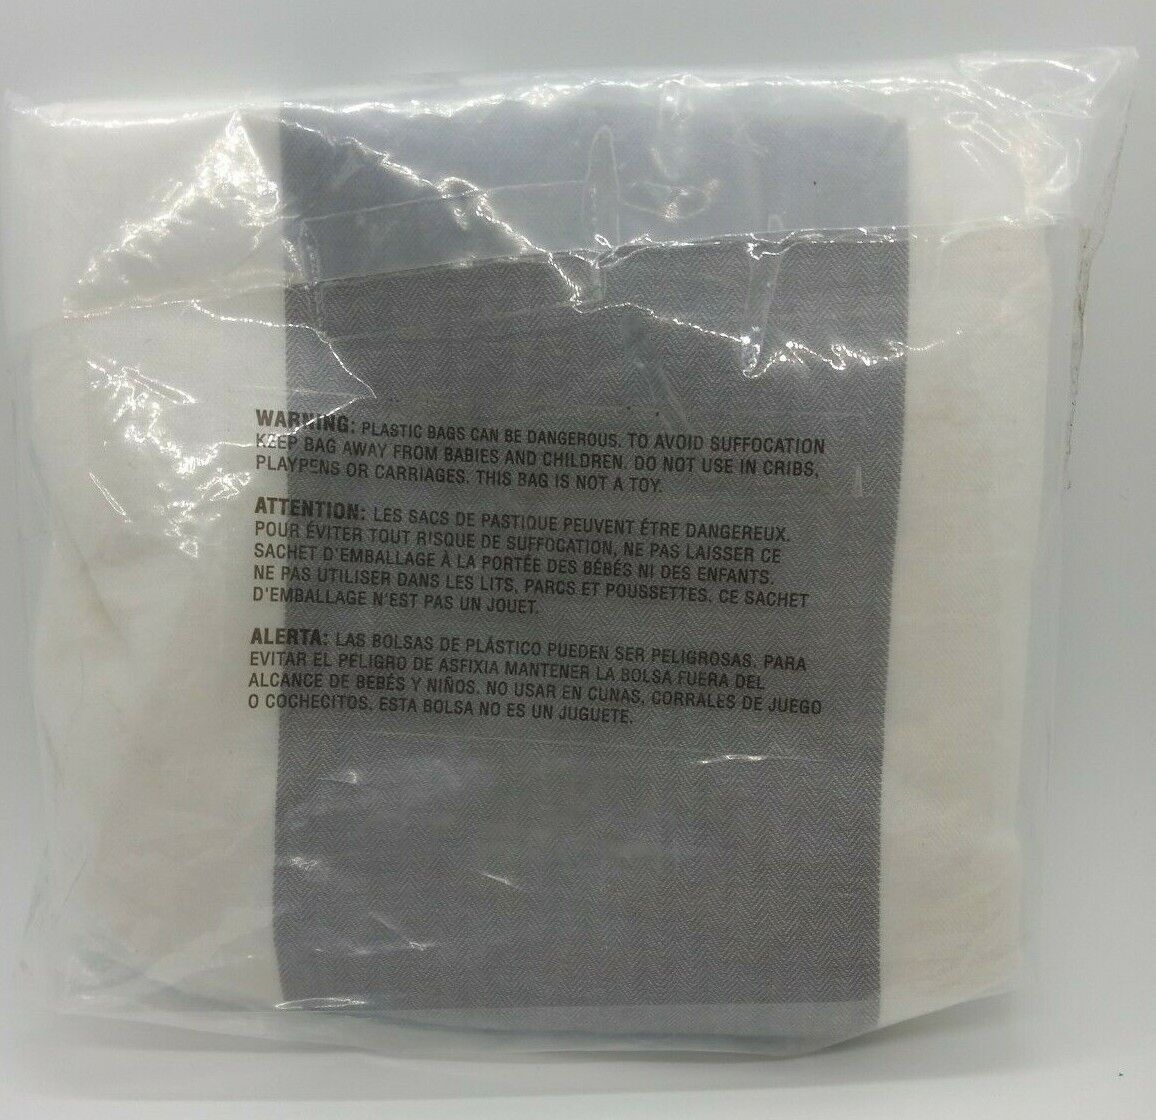 WARNING: PLASTIC BAGS CAN BE DANGEROUS. TO AVOID SUFFOCATION
KEEP BAG AWAY FROM BABIES AND CHILDREN. DO NOT USE IN CRIBS,
PLAYPENS OR CARRIAGES. THIS BAG IS NOT A TOY.
ATTENTION: LES SACS DE PASTIQUE PEUVENT ÊTRE DANGEREUX.
POUR ÉVITER TOUT RISQUE DE SUFFOCATION, NE PAS LAISSER CE
SACHET D'EMBALLAGE À LA PORTÉE DES BÉBÉS NI DES ENFANTS.
NE PAS UTILISER DANS LES LITS, PARCS ET POUSSETTES. CE SACHET
D'EMBALLAGE N'EST PAS UN JOUET.
ALERTA: LAS BOLSAS DE PLÁSTICO PUEDEN SER PELIGROSAS. PARA
EVITAR EL PELIGRO DE ASFIXIA MANTENER LA BOLSA FUERA DEL
ALCANCE DE BEBÉS Y NIÑOS. NO USAR EN CUNAS, CORRALES DE JUEGO
O COCHECITOS. ESTA BOLSA NO ES UN JUGUETE.